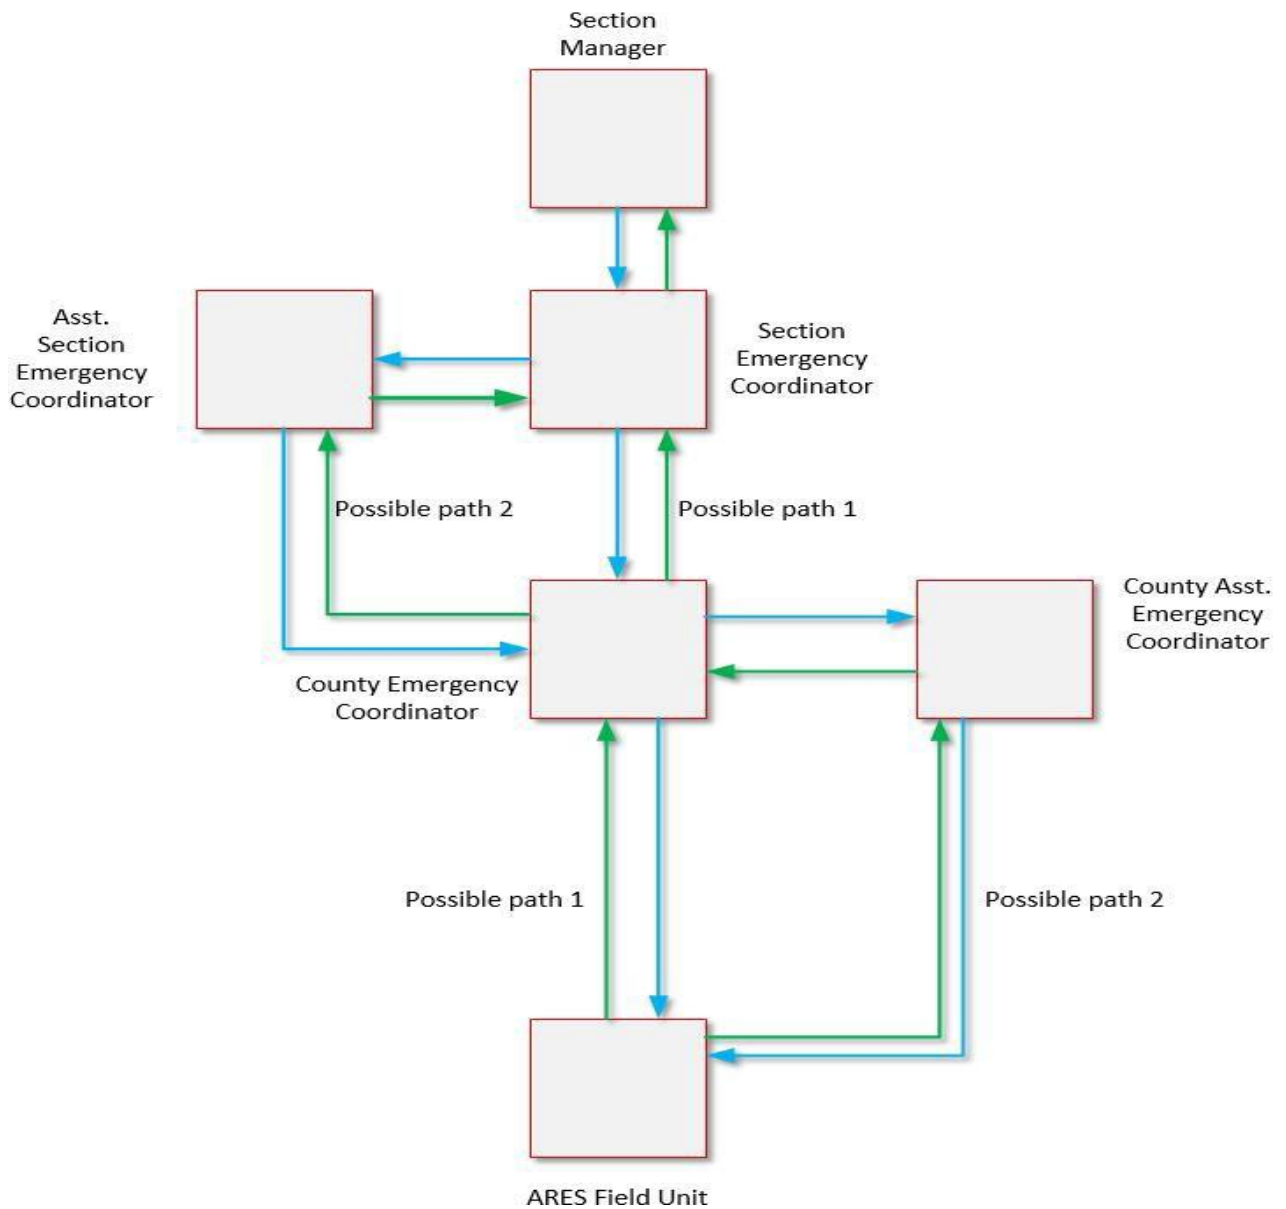 Section
Manager
Asst.
Section
Emergency
Coordinator
Section
Emergency
Coordinator
Possible path 2
Possible path 1
County Asst.
Emergency
Coordinator
County Emergency
Coordinator
Possible path 1
Possible path 2
ARES Field Unit